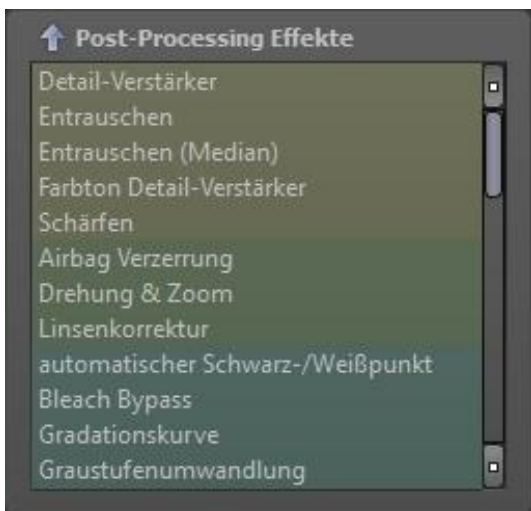 Post-Processing Effekte
Detail-Verstärker
Entrauschen
Entrauschen (Median)
Farbton Detail-Verstärker
Schärfen
Airbag Verzerrung
Drehung & Zoom
Linsenkorrektur
automatischer Schwarz-/Weißpunkt
Bleach Bypass
Gradationskurve
Graustufenumwandlung